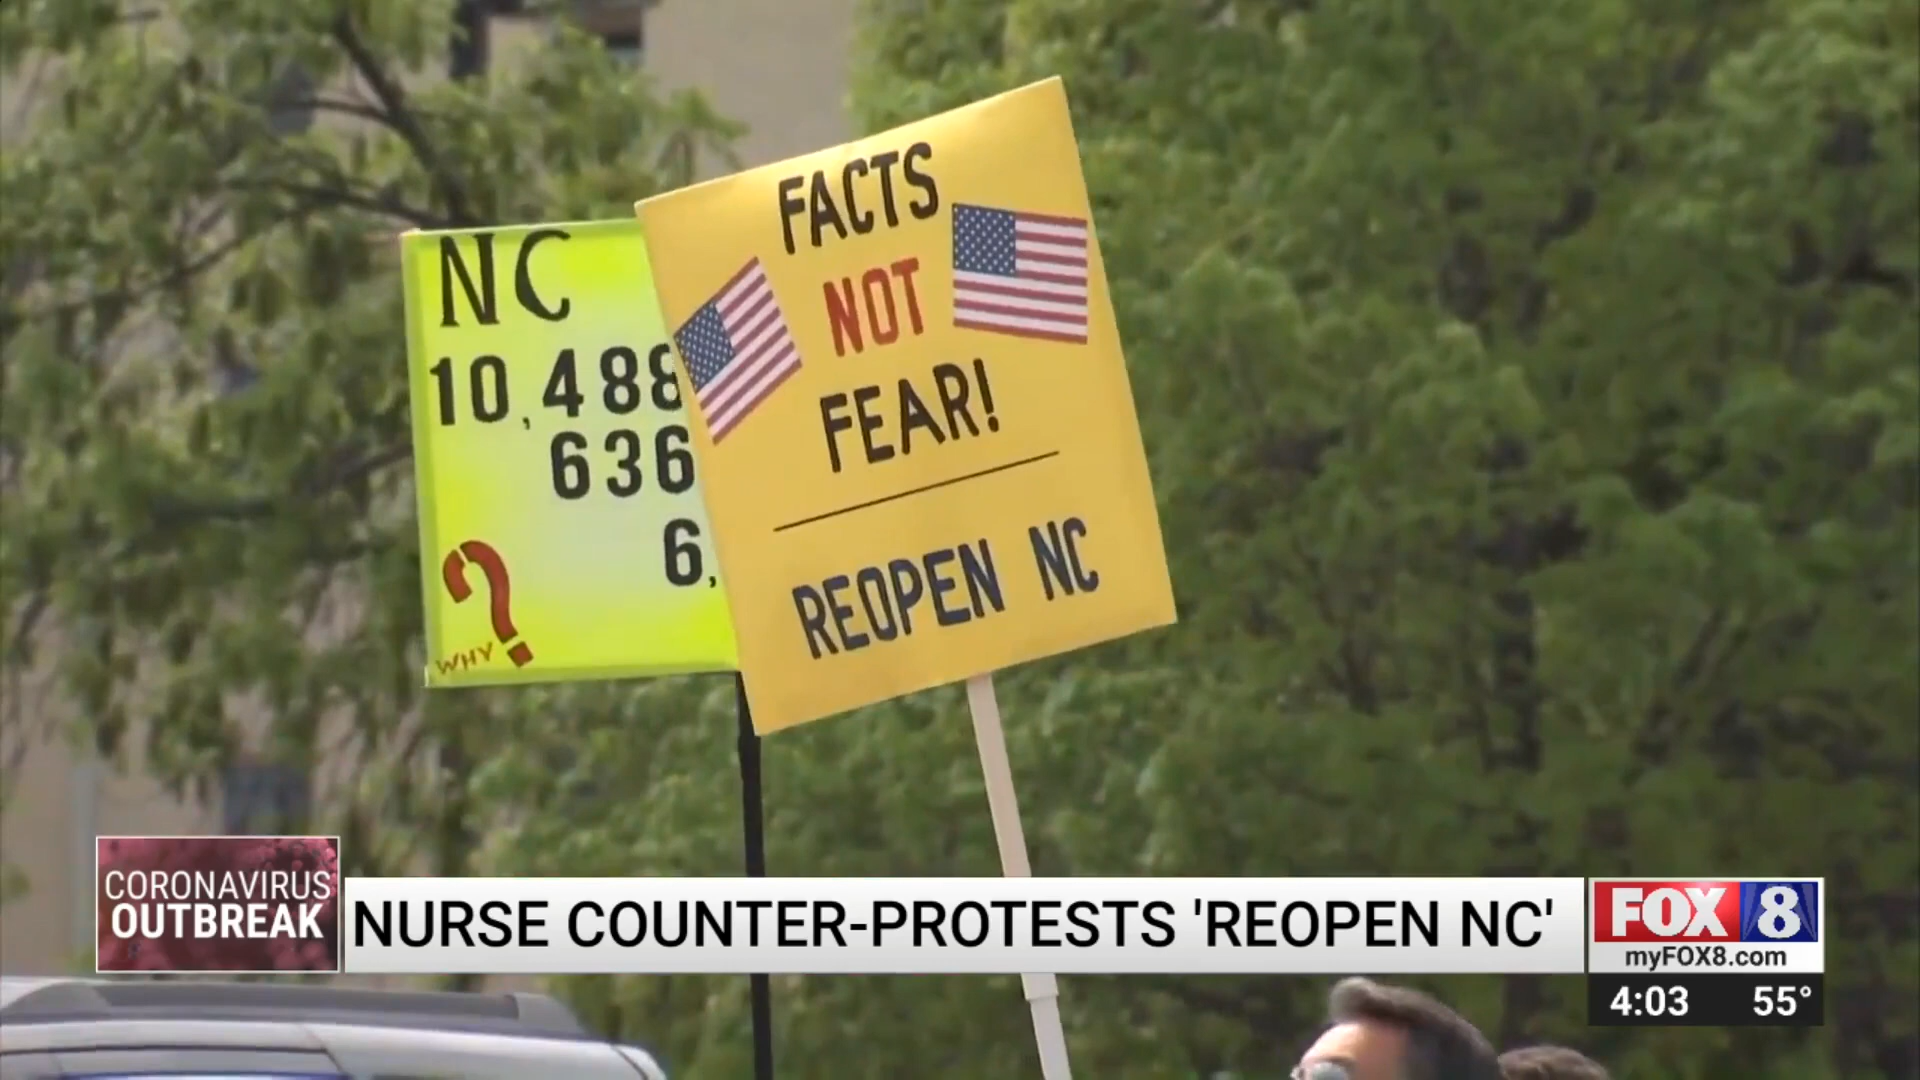 NC
10,488
636
6,
?
WHY
FACTS
NOT
FEAR!
REOPEN NC
CORONAVIRUS
OUTBREAK
NURSE COUNTER-PROTESTS 'REOPEN NC'
FOX 8
myFOX8.com
4:03 55°